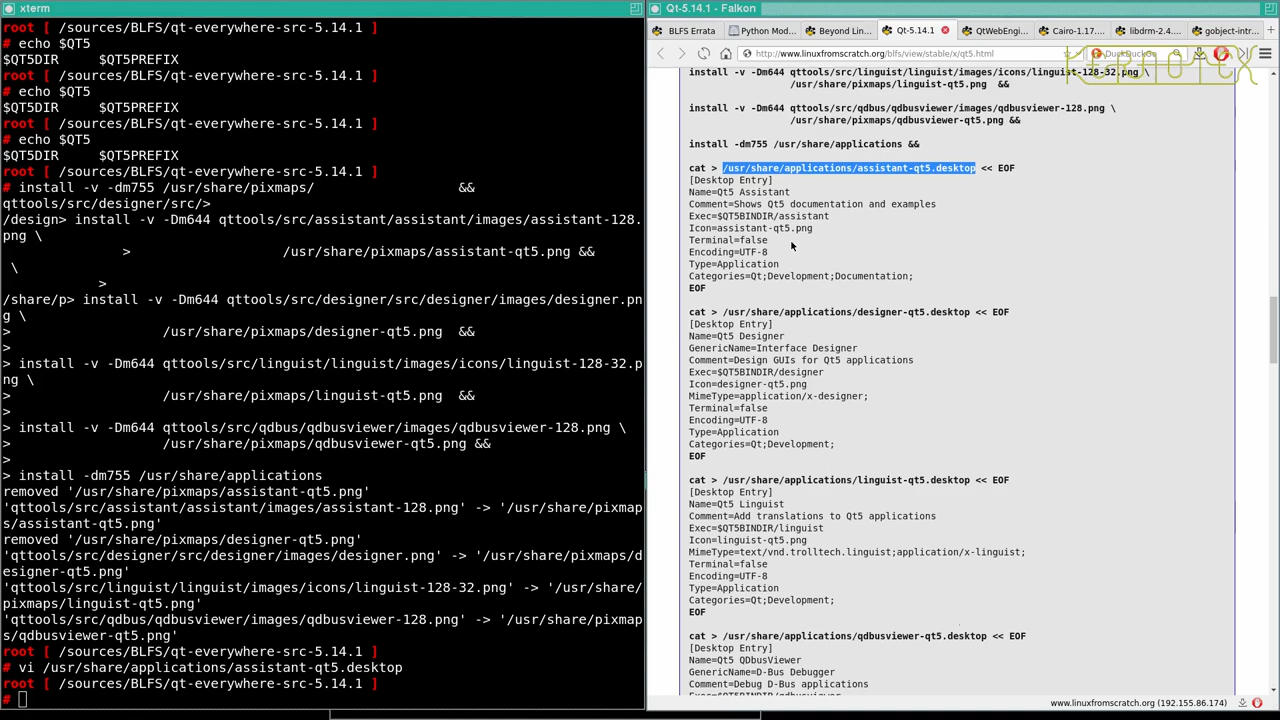 xterm
root [ /sources/BLFS/qt-everywhere-src-5.14.1 ]
# echo $QT5
$QT5DIR     $QT5PREFIX
root [ /sources/BLFS/qt-everywhere-src-5.14.1 ]
# echo $QT5
$QT5DIR     $QT5PREFIX
root [ /sources/BLFS/qt-everywhere-src-5.14.1 ]
# echo $QT5
$QT5DIR     $QT5PREFIX
root [ /sources/BLFS/qt-everywhere-src-5.14.1 ]
# install -v -dm755 /usr/share/pixmaps/                  &&
qttools/src/designer/src/>
/design> install -v -Dm644 qttools/src/assistant/assistant/images/assistant-128.
png \
>                   /usr/share/pixmaps/assistant-qt5.png &&
\
>
/share/p> install -v -Dm644 qttools/src/designer/src/designer/images/designer.pn
g \
>                   /usr/share/pixmaps/designer-qt5.png  &&
>
> install -v -Dm644 qttools/src/linguist/linguist/images/icons/linguist-128-32.p
ng \
>                   /usr/share/pixmaps/linguist-qt5.png  &&
>
> install -v -Dm644 qttools/src/qdbus/qdbusviewer/images/qdbusviewer-128.png \
>                   /usr/share/pixmaps/qdbusviewer-qt5.png &&
>
> install -dm755 /usr/share/applications
removed '/usr/share/pixmaps/assistant-qt5.png'
'qttools/src/assistant/assistant/images/assistant-128.png' -> '/usr/share/pixmap
s/assistant-qt5.png'
removed '/usr/share/pixmaps/designer-qt5.png'
'qttools/src/designer/src/designer/images/designer.png' -> '/usr/share/pixmaps/d
esigner-qt5.png'
'qttools/src/linguist/linguist/images/icons/linguist-128-32.png' -> '/usr/share/
pixmaps/linguist-qt5.png'
'qttools/src/qdbus/qdbusviewer/images/qdbusviewer-128.png' -> '/usr/share/pixmap
s/qdbusviewer-qt5.png'
root [ /sources/BLFS/qt-everywhere-src-5.14.1 ]
# vi /usr/share/applications/assistant-qt5.desktop
root [ /sources/BLFS/qt-everywhere-src-5.14.1 ]
#
Qt-5.14.1 - Falkon
BLFS Errata   Python Mod...   Beyond Lin...   Qt-5.14.1   QtWebEngi...   Cairo-1.17....   libdrm-2.4....   gobject-intr...
http://www.linuxfromscratch.org/blfs/view/stable/x/qt5.html   DuckDuckGo
KERNOTEX
install -v -Dm644 qttools/src/linguist/linguist/images/icons/linguist-128-32.png \
/usr/share/pixmaps/linguist-qt5.png  &&
install -v -Dm644 qttools/src/qdbus/qdbusviewer/images/qdbusviewer-128.png \
/usr/share/pixmaps/qdbusviewer-qt5.png &&
install -dm755 /usr/share/applications &&
cat > /usr/share/applications/assistant-qt5.desktop << EOF
[Desktop Entry]
Name=Qt5 Assistant
Comment=Shows Qt5 documentation and examples
Exec=$QT5BINDIR/assistant
Icon=assistant-qt5.png
Terminal=false
Encoding=UTF-8
Type=Application
Categories=Qt;Development;Documentation;
EOF
cat > /usr/share/applications/designer-qt5.desktop << EOF
[Desktop Entry]
Name=Qt5 Designer
GenericName=Interface Designer
Comment=Design GUIs for Qt5 applications
Exec=$QT5BINDIR/designer
Icon=designer-qt5.png
MimeType=application/x-designer;
Terminal=false
Encoding=UTF-8
Type=Application
Categories=Qt;Development;
EOF
cat > /usr/share/applications/linguist-qt5.desktop << EOF
[Desktop Entry]
Name=Qt5 Linguist
Comment=Add translations to Qt5 applications
Exec=$QT5BINDIR/linguist
Icon=linguist-qt5.png
MimeType=text/vnd.trolltech.linguist;application/x-linguist;
Terminal=false
Encoding=UTF-8
Type=Application
Categories=Qt;Development;
EOF
cat > /usr/share/applications/qdbusviewer-qt5.desktop << EOF
[Desktop Entry]
Name=Qt5 QDbusViewer
GenericName=D-Bus Debugger
Comment=Debug D-Bus applications
Exec=$QT5BINDIR/qdbusviewer
www.linuxfromscratch.org (192.155.86.174)